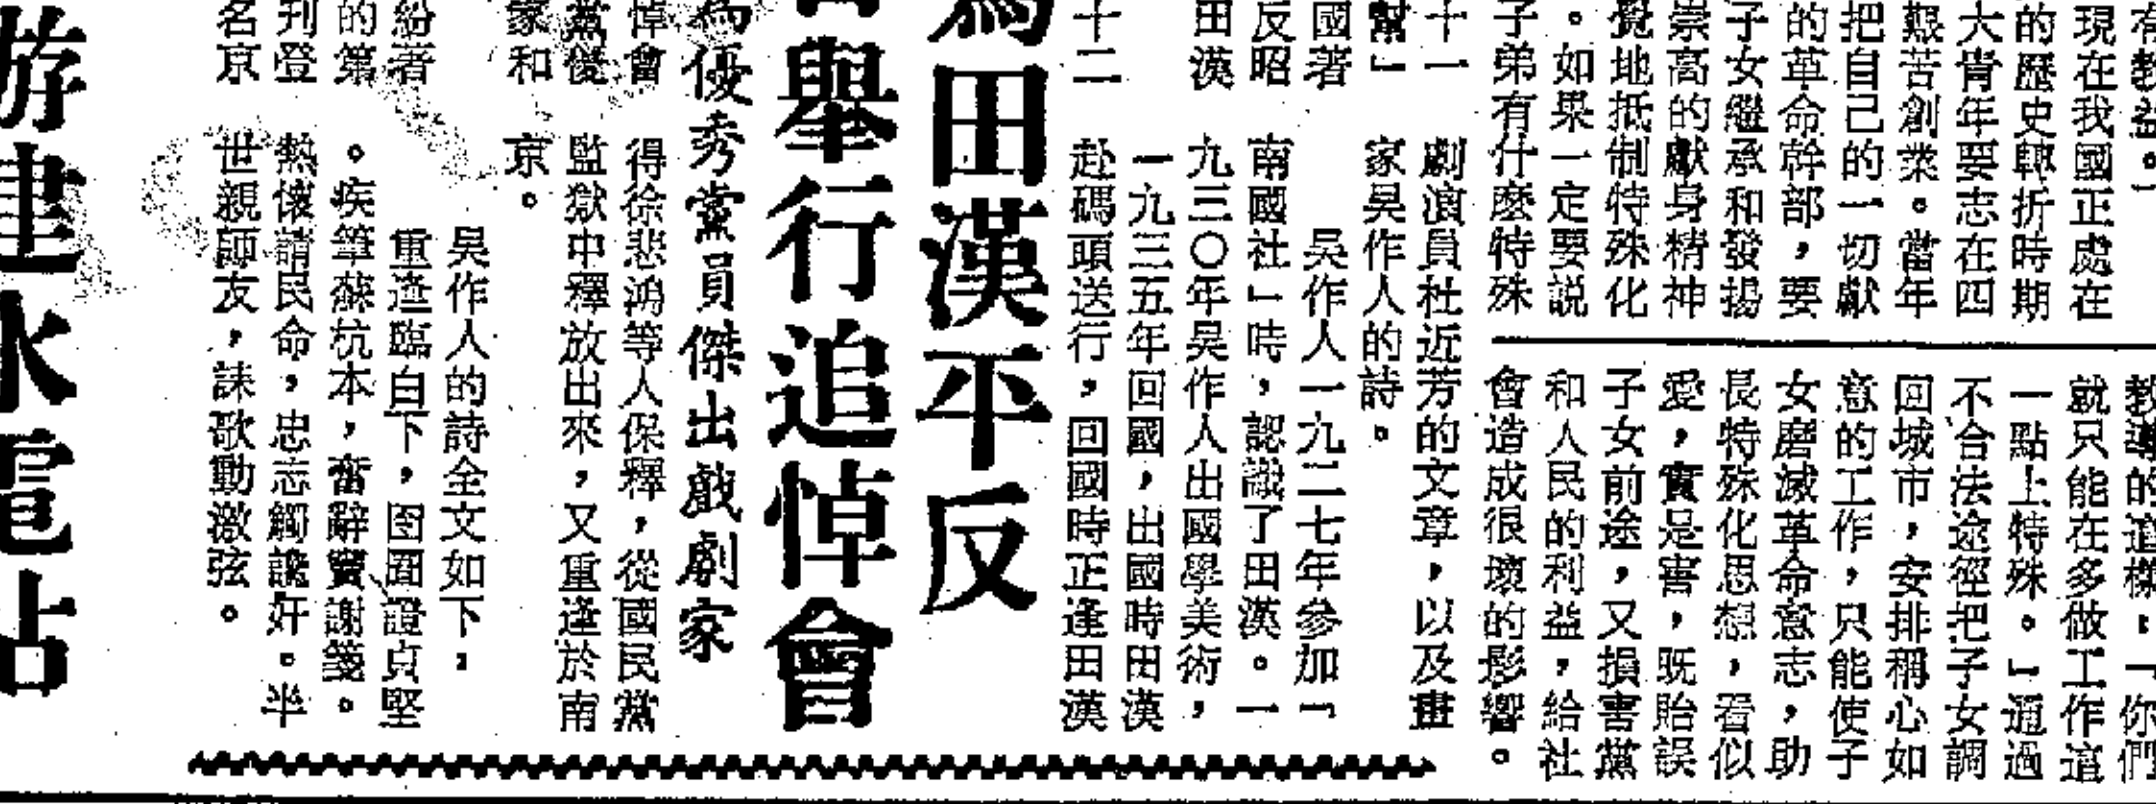 有教益。」
現在我國正處在
的歷史轉折時期
大青年要志在四
艱苦創業。當年
把自己的一切獻
的革命幹部，要
子女繼承和發揚
崇高的獻身精神
覺地抵制特殊化
。如果一定要説
子弟有什麽特殊
教導的這樣：「你們
就只能在多做工作這
一點上特殊。」通過
不合法途徑把子女調
回城市，安排稱心如
意的工作，只能使子
女磨滅革命意志，助
長特殊化思想，看似
愛，實是害，既貽誤
子女前途，又損害黨
和人民的利益，給社
會造成很壞的影響。
為田漢平反
舉行追悼會
為優秀黨員傑出戲劇家
十一
幫」
國著
反昭
田漢
十二
劇演員杜近芳的文章，以及畫
家吳作人的詩。
吳作人一九二七年參加「
南國社」時，認識了田漢。一
九三〇年吳作人出國學美術，
一九三五年回國，出國時田漢
赴碼頭送行，回國時正逢田漢
悼會
黨後
家和
紛著
的第
刊登
名京
得徐悲鴻等人保釋，從國民黨
監獄中釋放出來，又重逢於南
京。
吳作人的詩全文如下：
重逢臨白下，囹圄證貞堅
。疾筆蘇杭本，奮辭竇謝箋。
熱懷請民命，忠志觸讒奸。半
世親師友，誄歌動激弦。
游建水電站